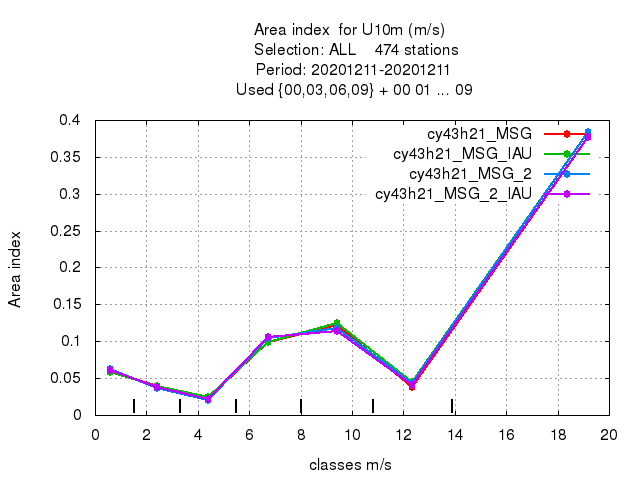 Area index  for U10m (m/s)
Selection: ALL    474 stations
Period: 20201211-20201211
Used {00,03,06,09} + 00 01 ... 09
0.4
0.35
0.3
0.25
0.2
0.15
0.1
0.05
0
Area index
cy43h21_MSG
cy43h21_MSG_IAU
cy43h21_MSG_2
cy43h21_MSG_2_IAU
0 2 4 6 8 10 12 14 16 18 20
classes m/s